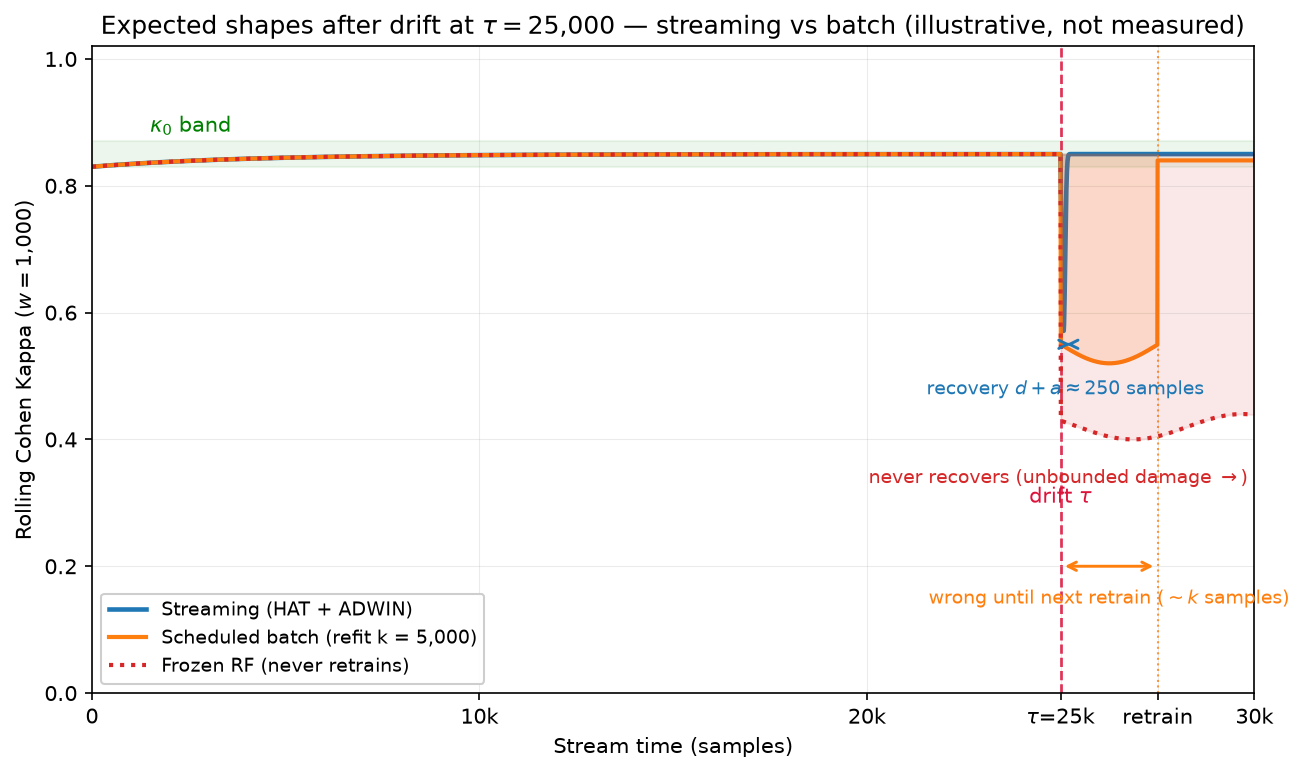 Expected shapes after drift at τ = 25,000 — streaming vs batch (illustrative, not measured)
Rolling Cohen Kappa (w = 1,000)
1.0
0.8
0.6
0.4
0.2
0.0
κ₀ band
recovery d + a ≈ 250 samples
never recovers (unbounded damage →)
drift τ
wrong until next retrain (∼ k samples)
Streaming (HAT + ADWIN)
Scheduled batch (refit k = 5,000)
Frozen RF (never retrains)
0
10k
20k
τ=25k
retrain
30k
Stream time (samples)